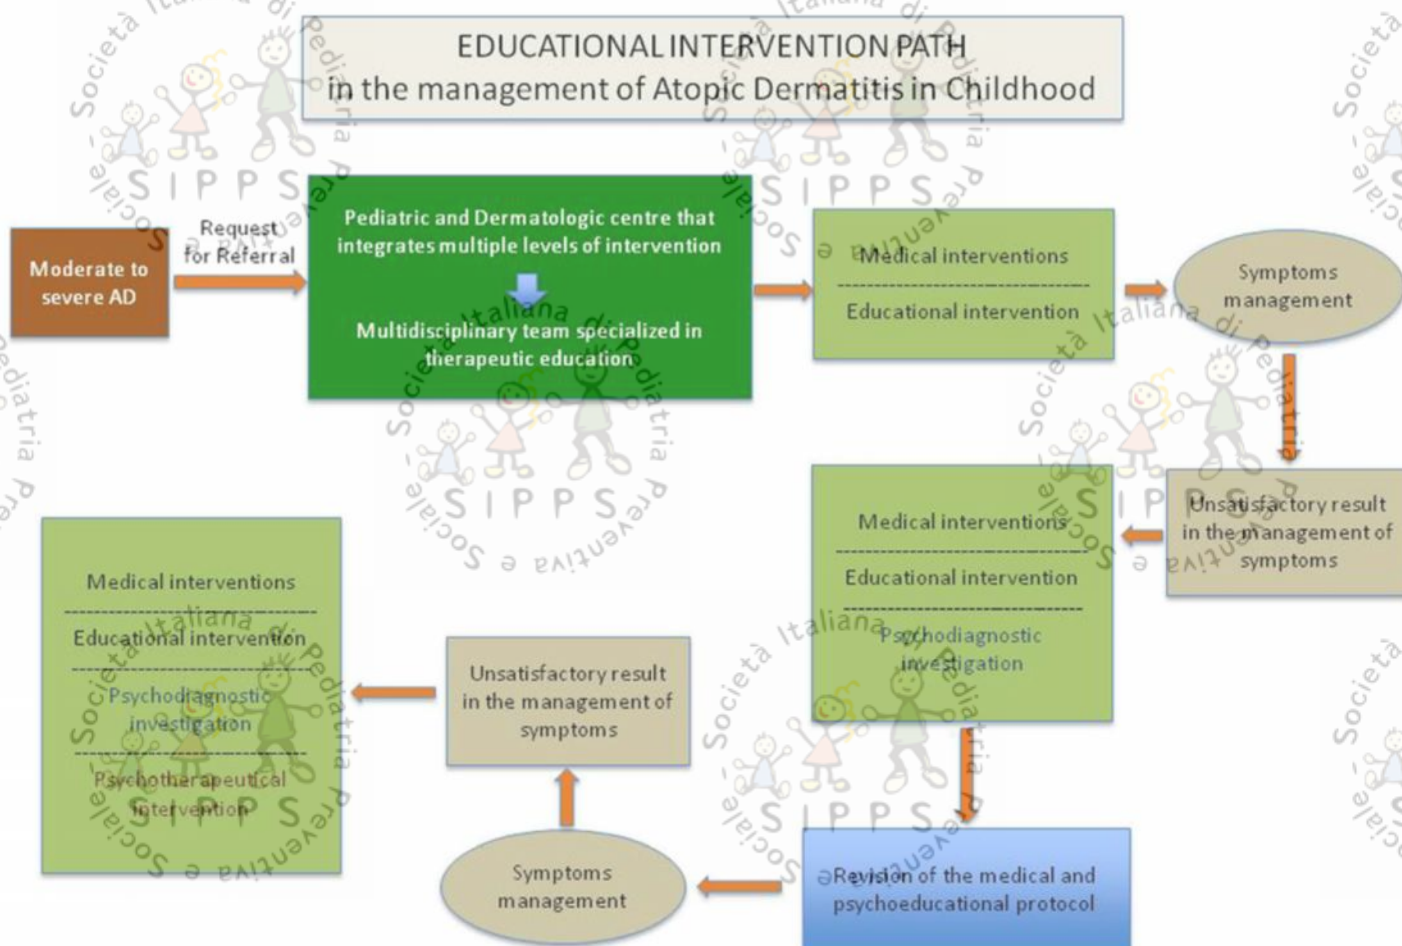 EDUCATIONAL INTERVENTION PATH
in the management of Atopic Dermatitis in Childhood
Moderate to
severe AD
Request
for Referral
Pediatric and Dermatologic centre that
integrates multiple levels of intervention
Multidisciplinary team specialized in
therapeutic education
Medical interventions
Educational intervention
Symptoms
management
Unsatisfactory result
in the management of
symptoms
Medical interventions
Educational intervention
Psychodiagnostic
investigation
Revision of the medical and
psychoeducational protocol
Symptoms
management
Unsatisfactory result
in the management of
symptoms
Medical interventions
Educational intervention
Psychodiagnostic
investigation
Psychotherapeutical
intervention
Società Italiana di Pediatria Preventiva e Sociale -
SIPPS